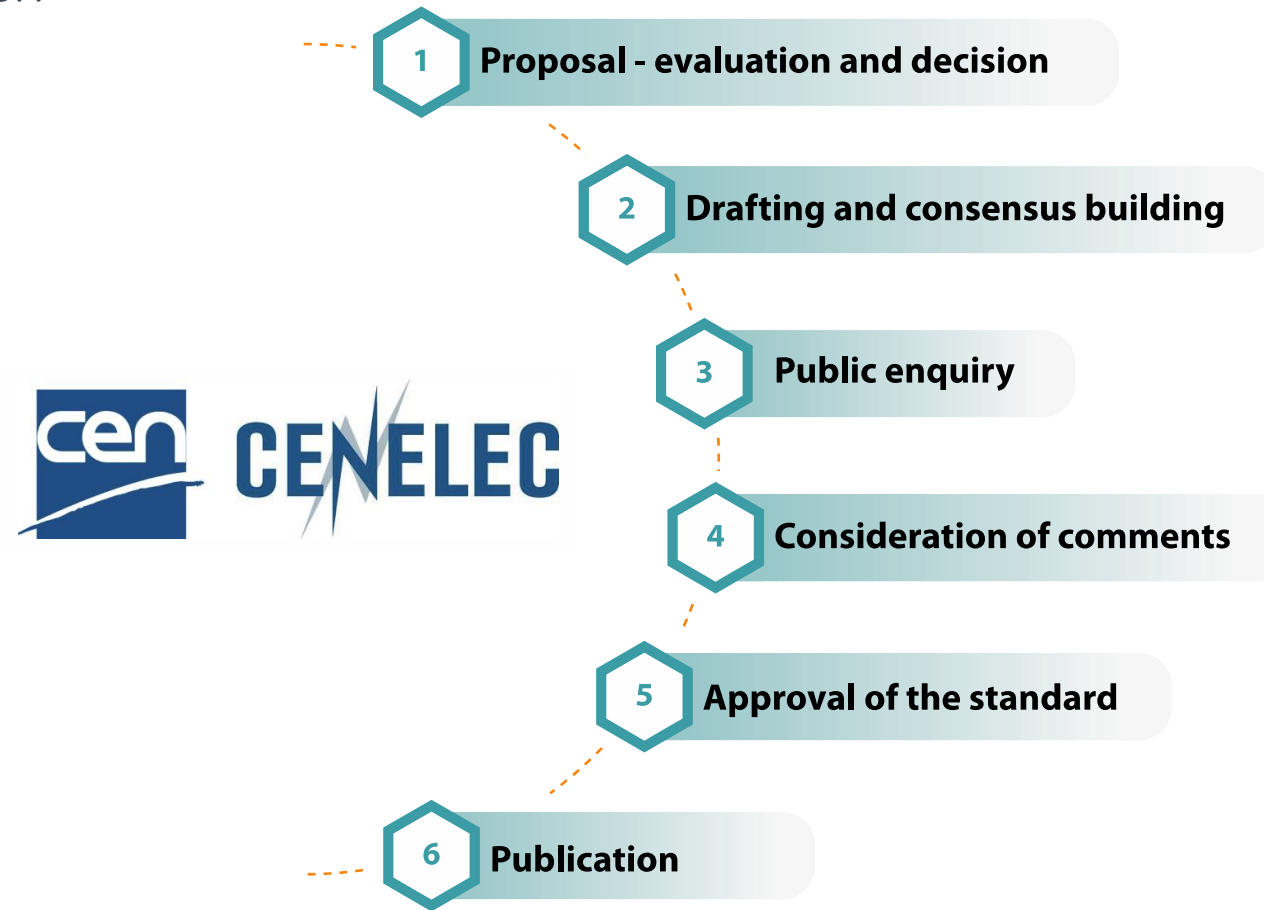 1
Proposal - evaluation and decision
2
Drafting and consensus building
3
Public enquiry
cen
CENELEC
4
Consideration of comments
5
Approval of the standard
6
Publication